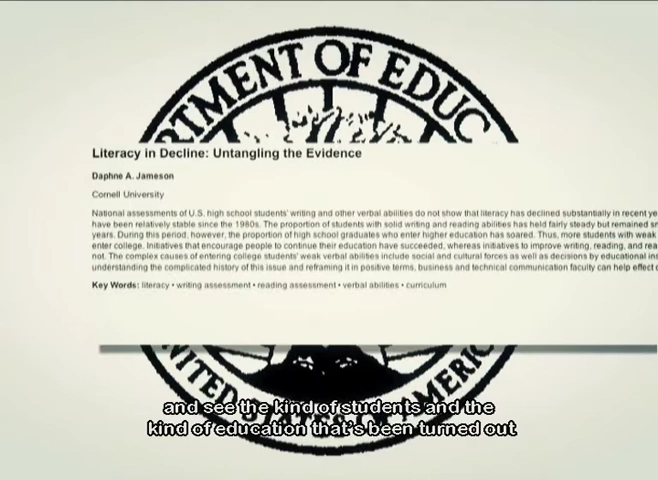 RTMENT OF EDUC
Literacy in Decline: Untangling the Evidence
Daphne A. Jameson
Cornell University
National assessments of U.S. high school students' writing and other verbal abilities do not show that literacy has declined substantially in recent ye
have been relatively stable since the 1980s. The proportion of students with solid writing and reading abilities has held fairly steady but remained
years. During this period, however, the proportion of high school graduates who enter higher education has soared. Thus, more students with weak
enter college. Initiatives that encourage people to continue their education have succeeded, whereas initiatives to improve writing, reading, and rea
not. The complex causes of entering college students' weak verbal abilities include social and cultural forces as well as decisions by educational ins
understanding the complicated history of this issue and reframing it in positive terms, business and technical communication faculty can help effect
Key Words: literacy • writing assessment • reading assessment • verbal abilities • curriculum
NITED STATES OF AMERIC
and see the kind of students and the
kind of education that's been turned out